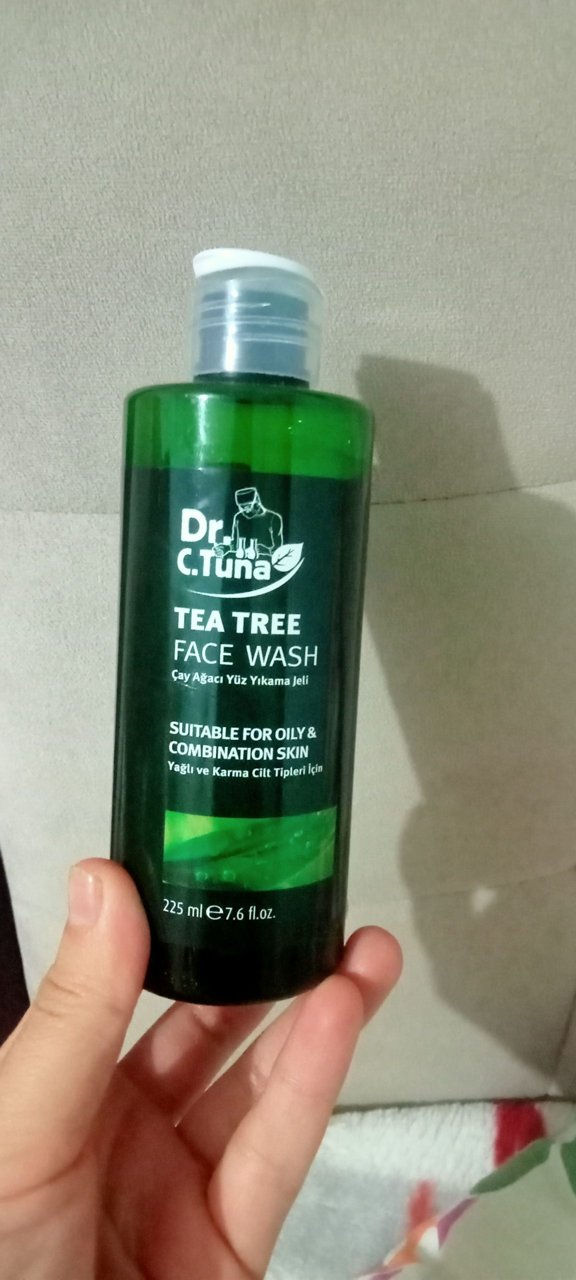 Dr.
C.Tuna
TEA TREE
FACE WASH
Çay Ağacı Yüz Yıkama Jeli
SUITABLE FOR OILY &
COMBINATION SKIN
Yağlı ve Karma Cilt Tipleri İçin
225 ml ℮ 7.6 fl.oz.